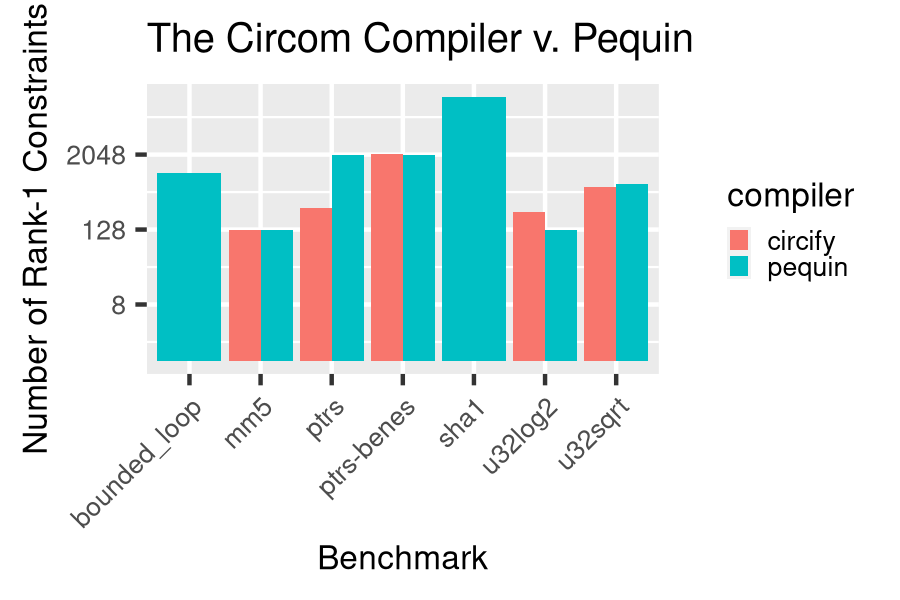 The Circom Compiler v. Pequin
Number of Rank-1 Constraints
2048
128
8
bounded_loop
mm5
ptrs
ptrs-benes
sha1
u32log2
u32sqrt
Benchmark
compiler
circify
pequin